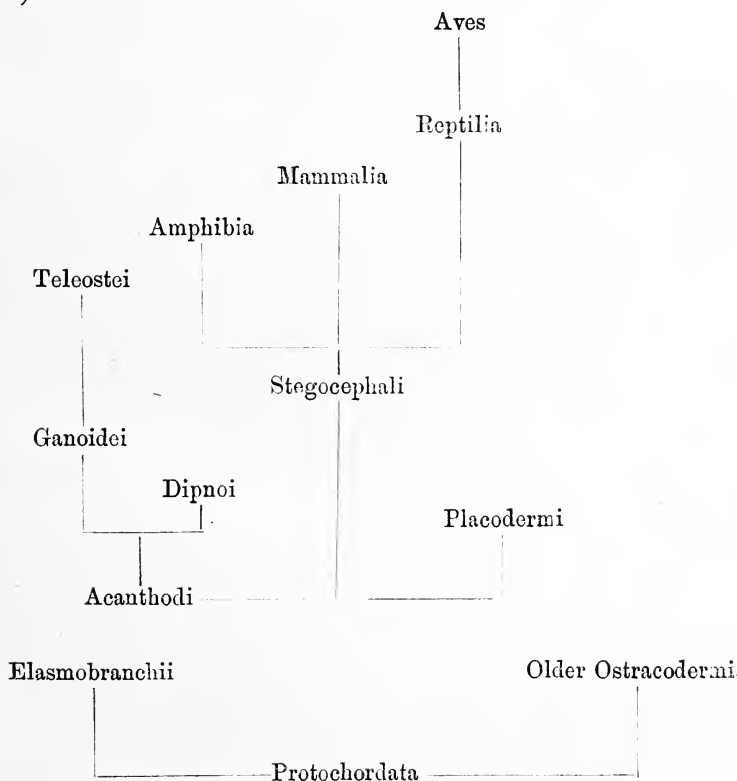 Aves
Reptilia
Mammalia
Amphibia
Teleostei
Stegocephali
Ganoidei
Dipnoi
Placodermi
Acanthodi
Elasmobranchii
Older Ostracodermi
Protochordata